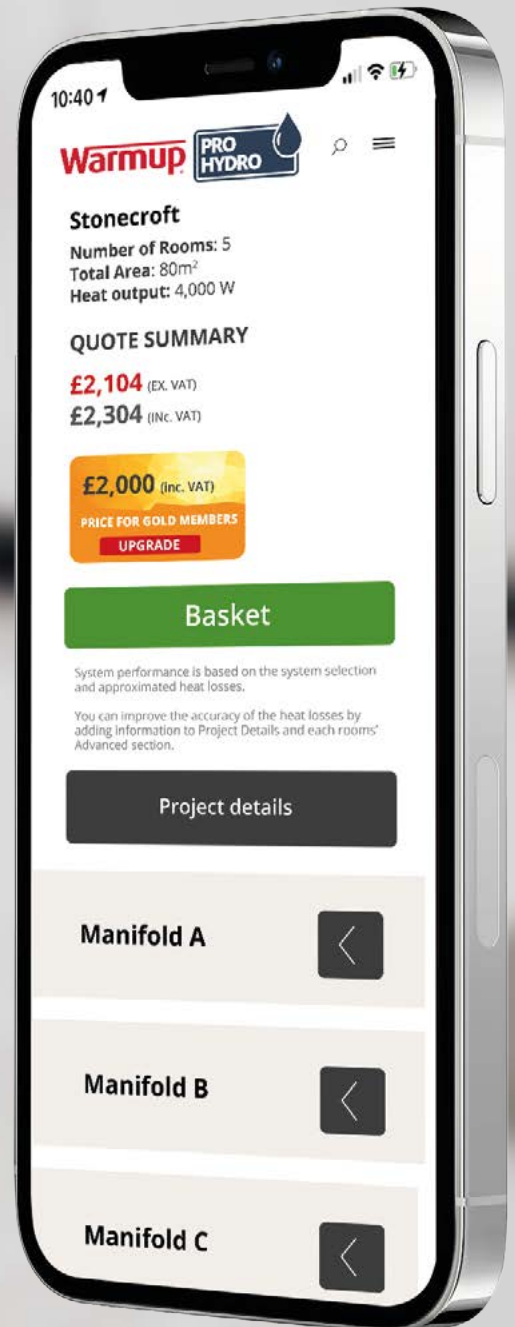 10:40
Warmup PRO
HYDRO
Stonecroft
Number of Rooms: 5
Total Area: 80m²
Heat output: 4,000 W
QUOTE SUMMARY
£2,104 (EX. VAT)
£2,304 (INc. VAT)
£2,000 (inc. VAT)
PRICE FOR GOLD MEMBERS
UPGRADE
Basket
System performance is based on the system selection
and approximated heat losses.
You can improve the accuracy of the heat losses by
adding information to Project Details and each rooms'
Advanced section.
Project details
Manifold A
Manifold B
Manifold C